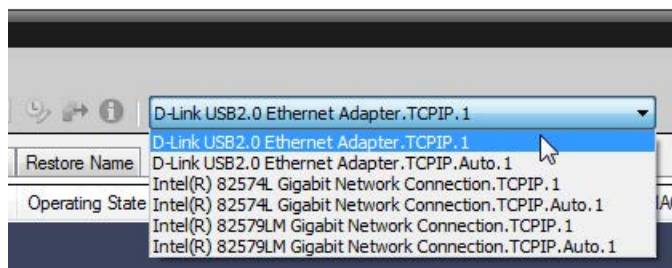 D-Link USB2.0 Ethernet Adapter.TCPIP.1
D-Link USB2.0 Ethernet Adapter.TCPIP.1
Restore Name
D-Link USB2.0 Ethernet Adapter.TCPIP.Auto.1
Intel(R) 82574L Gigabit Network Connection.TCPIP.1
Operating State
Intel(R) 82574L Gigabit Network Connection.TCPIP.Auto.1
Intel(R) 82579LM Gigabit Network Connection.TCPIP.1
Intel(R) 82579LM Gigabit Network Connection.TCPIP.Auto.1